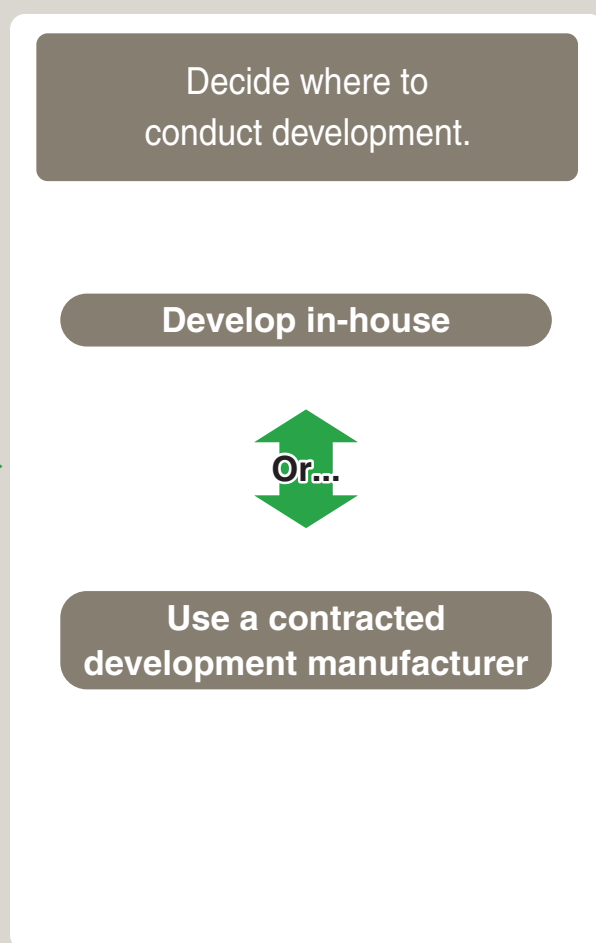 Decide where to
conduct development.
Develop in-house
Or...
Use a contracted
development manufacturer